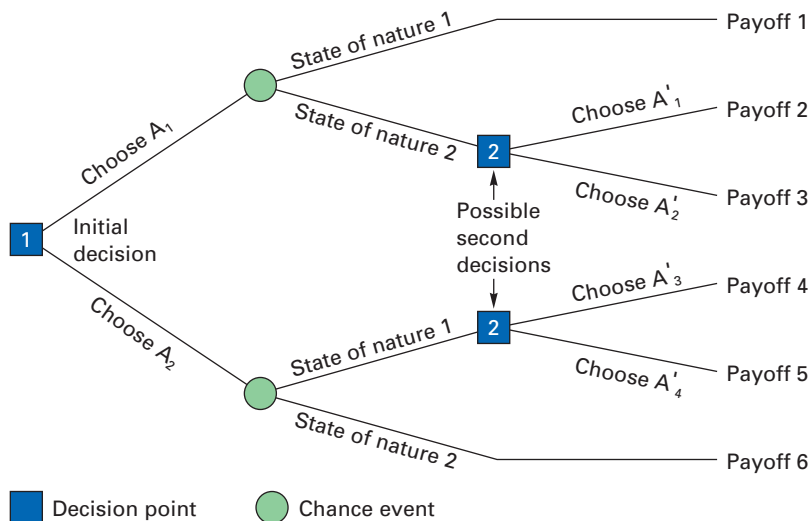 State of nature 1
Payoff 1
Choose A₁
State of nature 2
2
Choose A'₁
Payoff 2
Choose A'₂
Payoff 3
1
Initial
decision
Possible
second
decisions
Choose A₂
State of nature 1
2
Choose A'₃
Payoff 4
Choose A'₄
Payoff 5
State of nature 2
Payoff 6
Decision point
Chance event